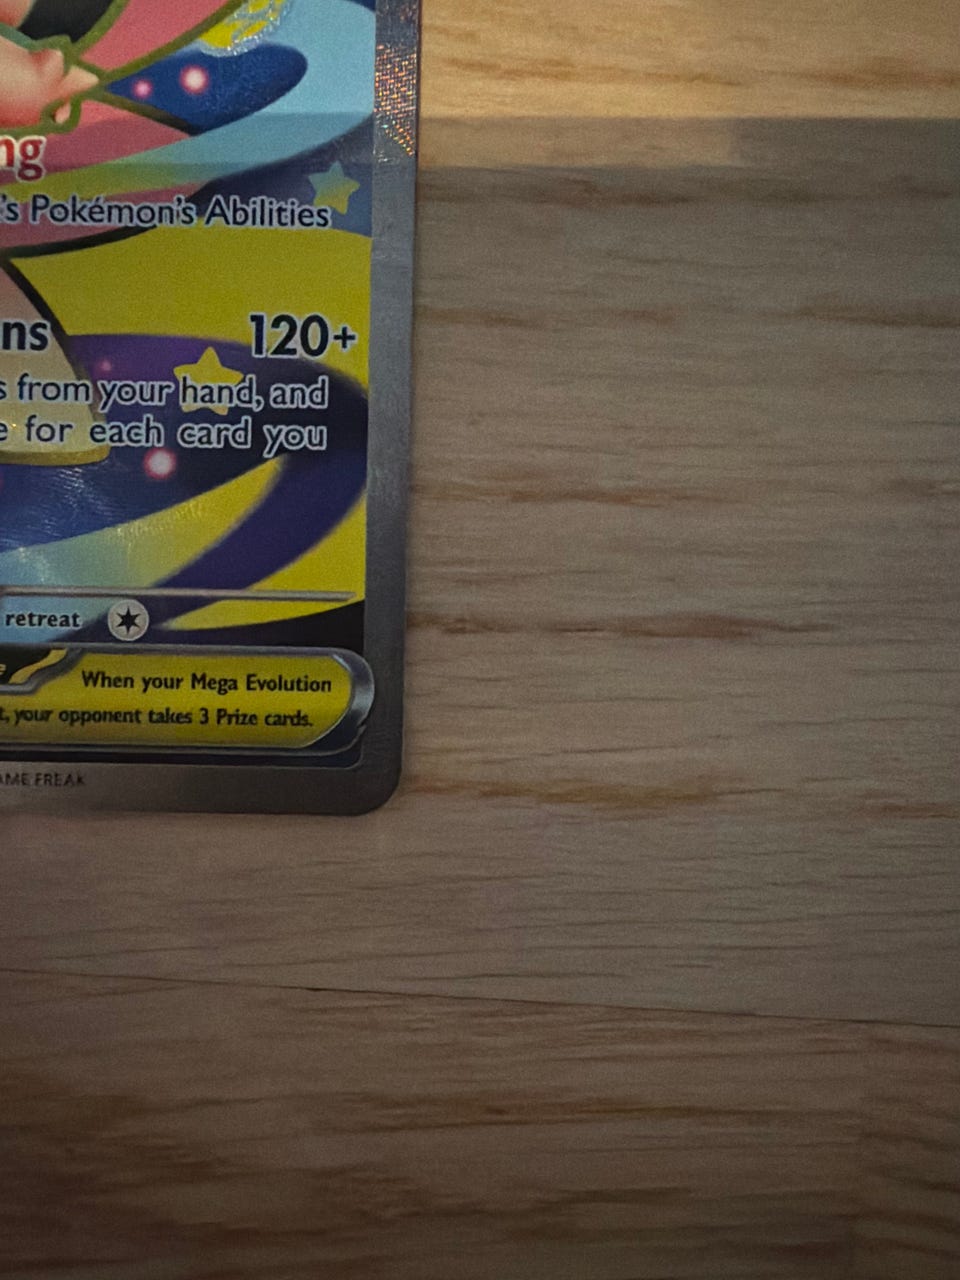 ng
's Pokémon's Abilities
ns 120+
s from your hand, and
e for each card you
retreat
When your Mega Evolution
t, your opponent takes 3 Prize cards.
AME FREAK